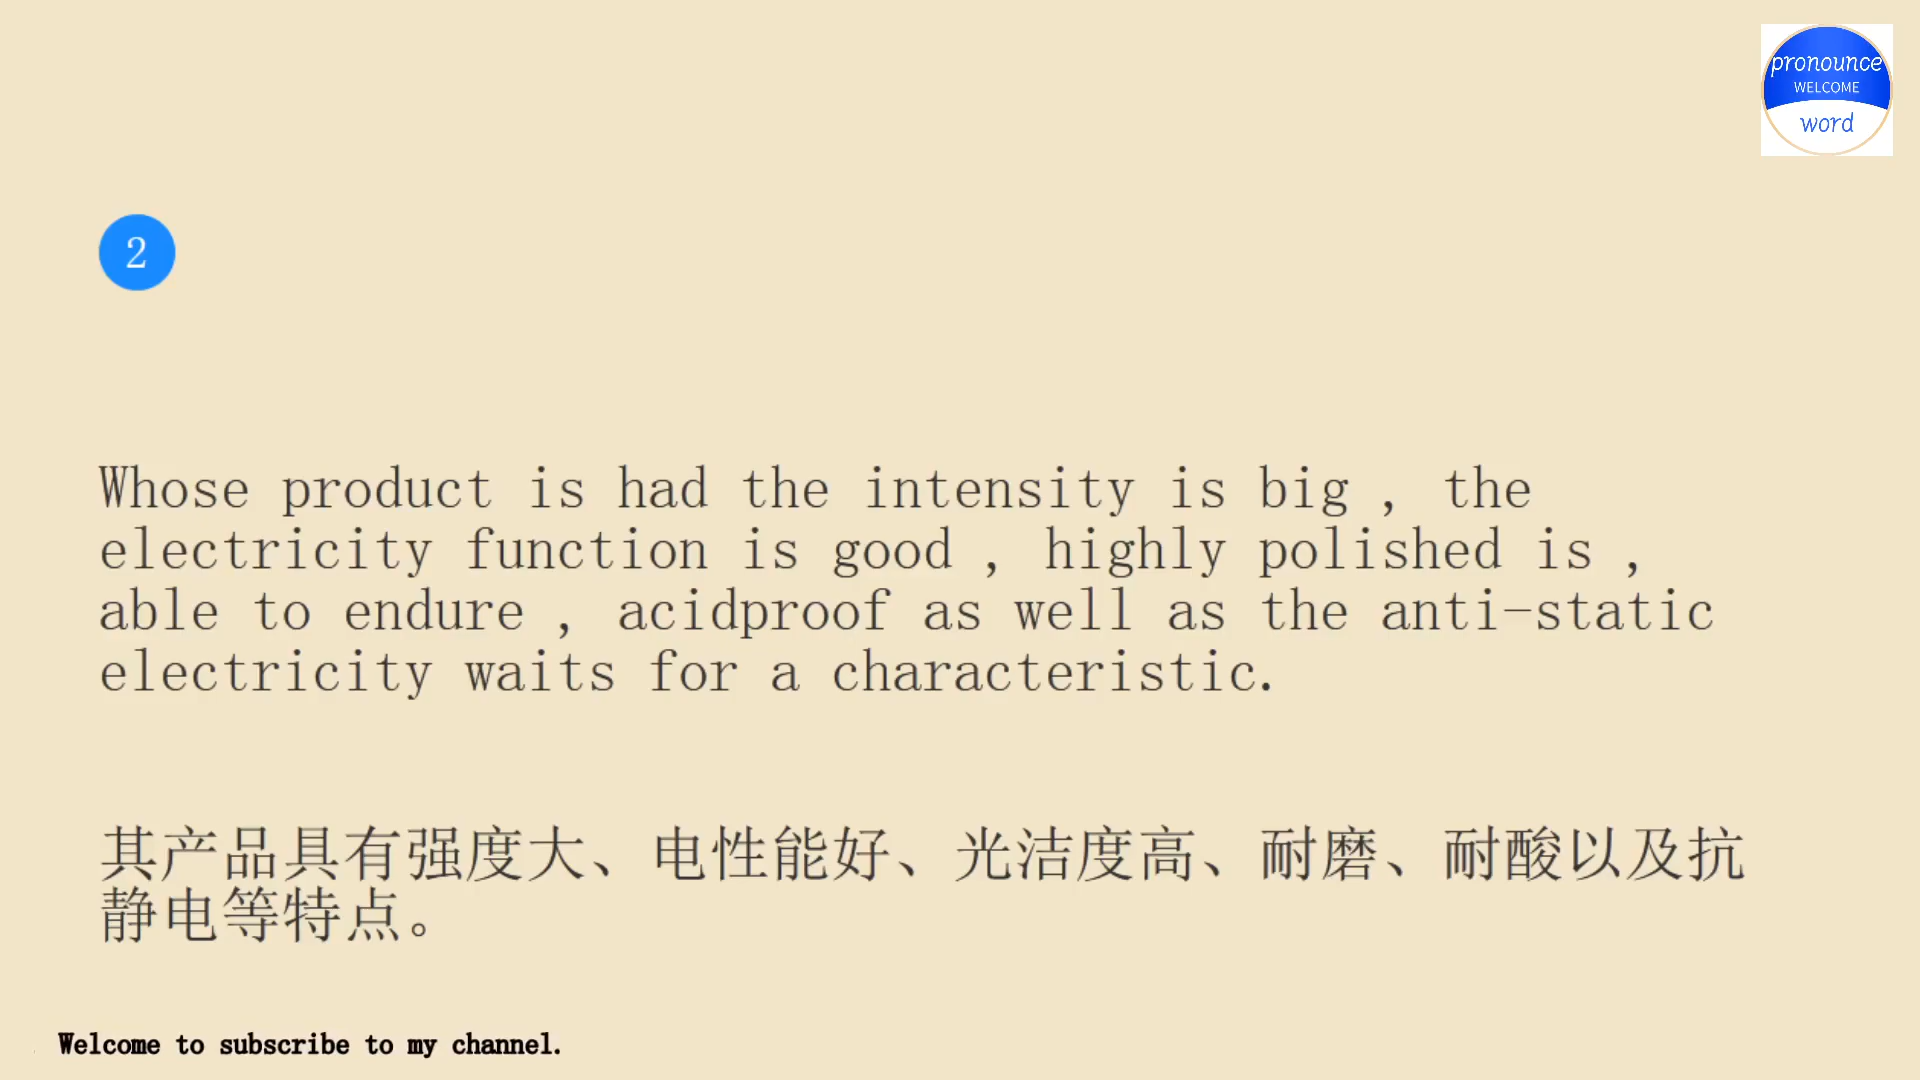 pronounce
WELCOME
word
2
Whose product is had the intensity is big , the
electricity function is good , highly polished is ,
able to endure , acidproof as well as the anti-static
electricity waits for a characteristic.
其产品具有强度大、电性能好、光洁度高、耐磨、耐酸以及抗
静电等特点。
Welcome to subscribe to my channel.